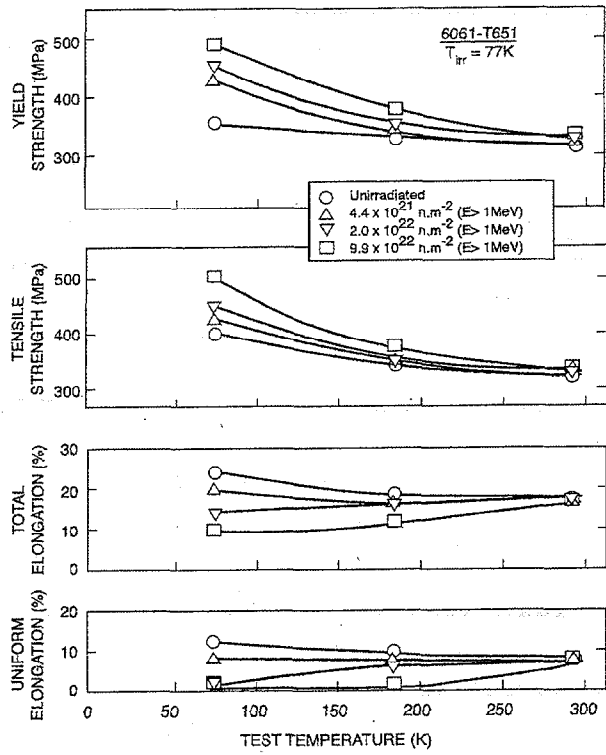 6061-T651
T_irr = 77K
YIELD
STRENGTH (MPa)
500
400
300
Unirradiated
4.4 x 10^21 n.m^-2 (E> 1MeV)
2.0 x 10^22 n.m^-2 (E> 1MeV)
9.9 x 10^22 n.m^-2 (E> 1MeV)
TENSILE
STRENGTH (MPa)
500
400
300
TOTAL
ELONGATION (%)
30
20
10
0
UNIFORM
ELONGATION (%)
20
10
0
0 50 100 150 200 250 300
TEST TEMPERATURE (K)